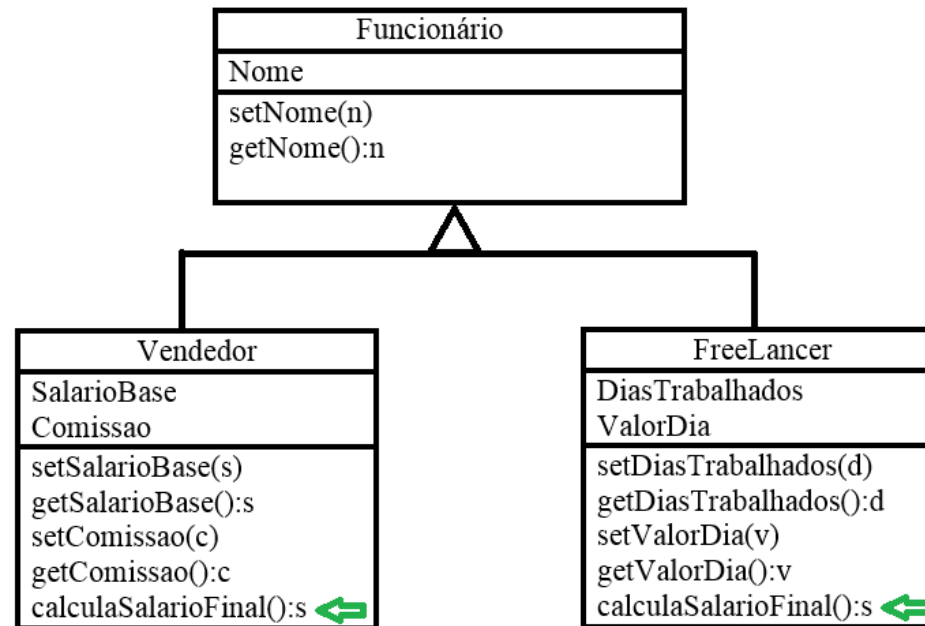 Funcionário
Nome
setNome(n)
getNome():n
Vendedor
SalarioBase
Comissao
setSalarioBase(s)
getSalarioBase():s
setComissao(c)
getComissao():c
calculaSalarioFinal():s
FreeLancer
DiasTrabalhados
ValorDia
setDiasTrabalhados(d)
getDiasTrabalhados():d
setValorDia(v)
getValorDia():v
calculaSalarioFinal():s